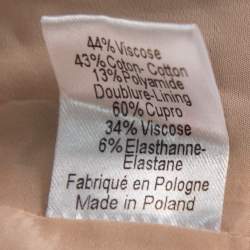 44% Viscose
43% Coton- Cotton
13% Polyamide
Doublure-Lining
60% Cupro
34% Viscose
6% Elasthanne-
Elastane
Fabriqué en Pologne
Made in Poland